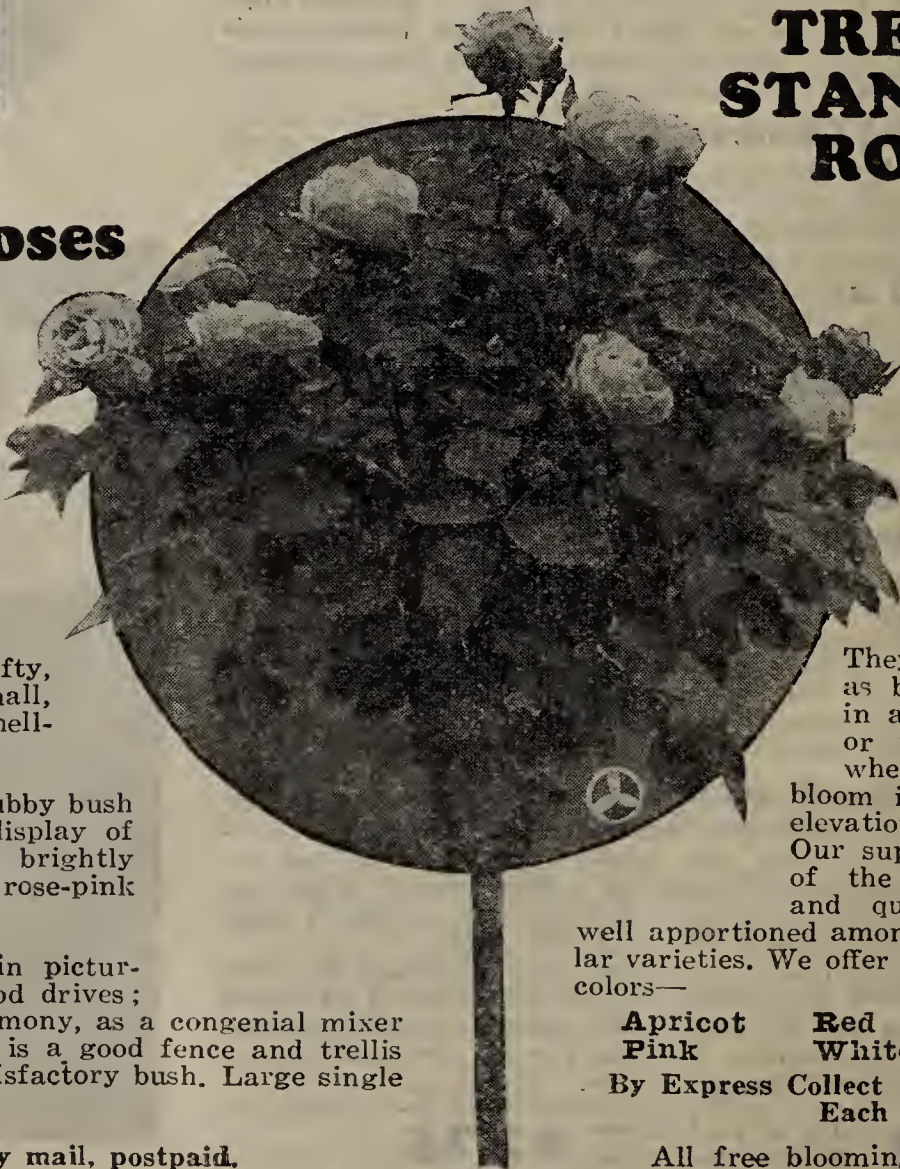 TRE
STAN
RO
oses
fty,
nall,
nell-
ubby bush
display of
brightly
rose-pink
in pictur-
od drives;
mony, as a congenial mixer
is a good fence and trellis
isfactory bush. Large single
y mail, postpaid.
They
as b
in a
or
whe
bloom i
elevatio
Our sup
of the
and qu
well apportioned amon
lar varieties. We offer
colors—
Apricot Red
Pink White
By Express Collect
Each
All free bloomin